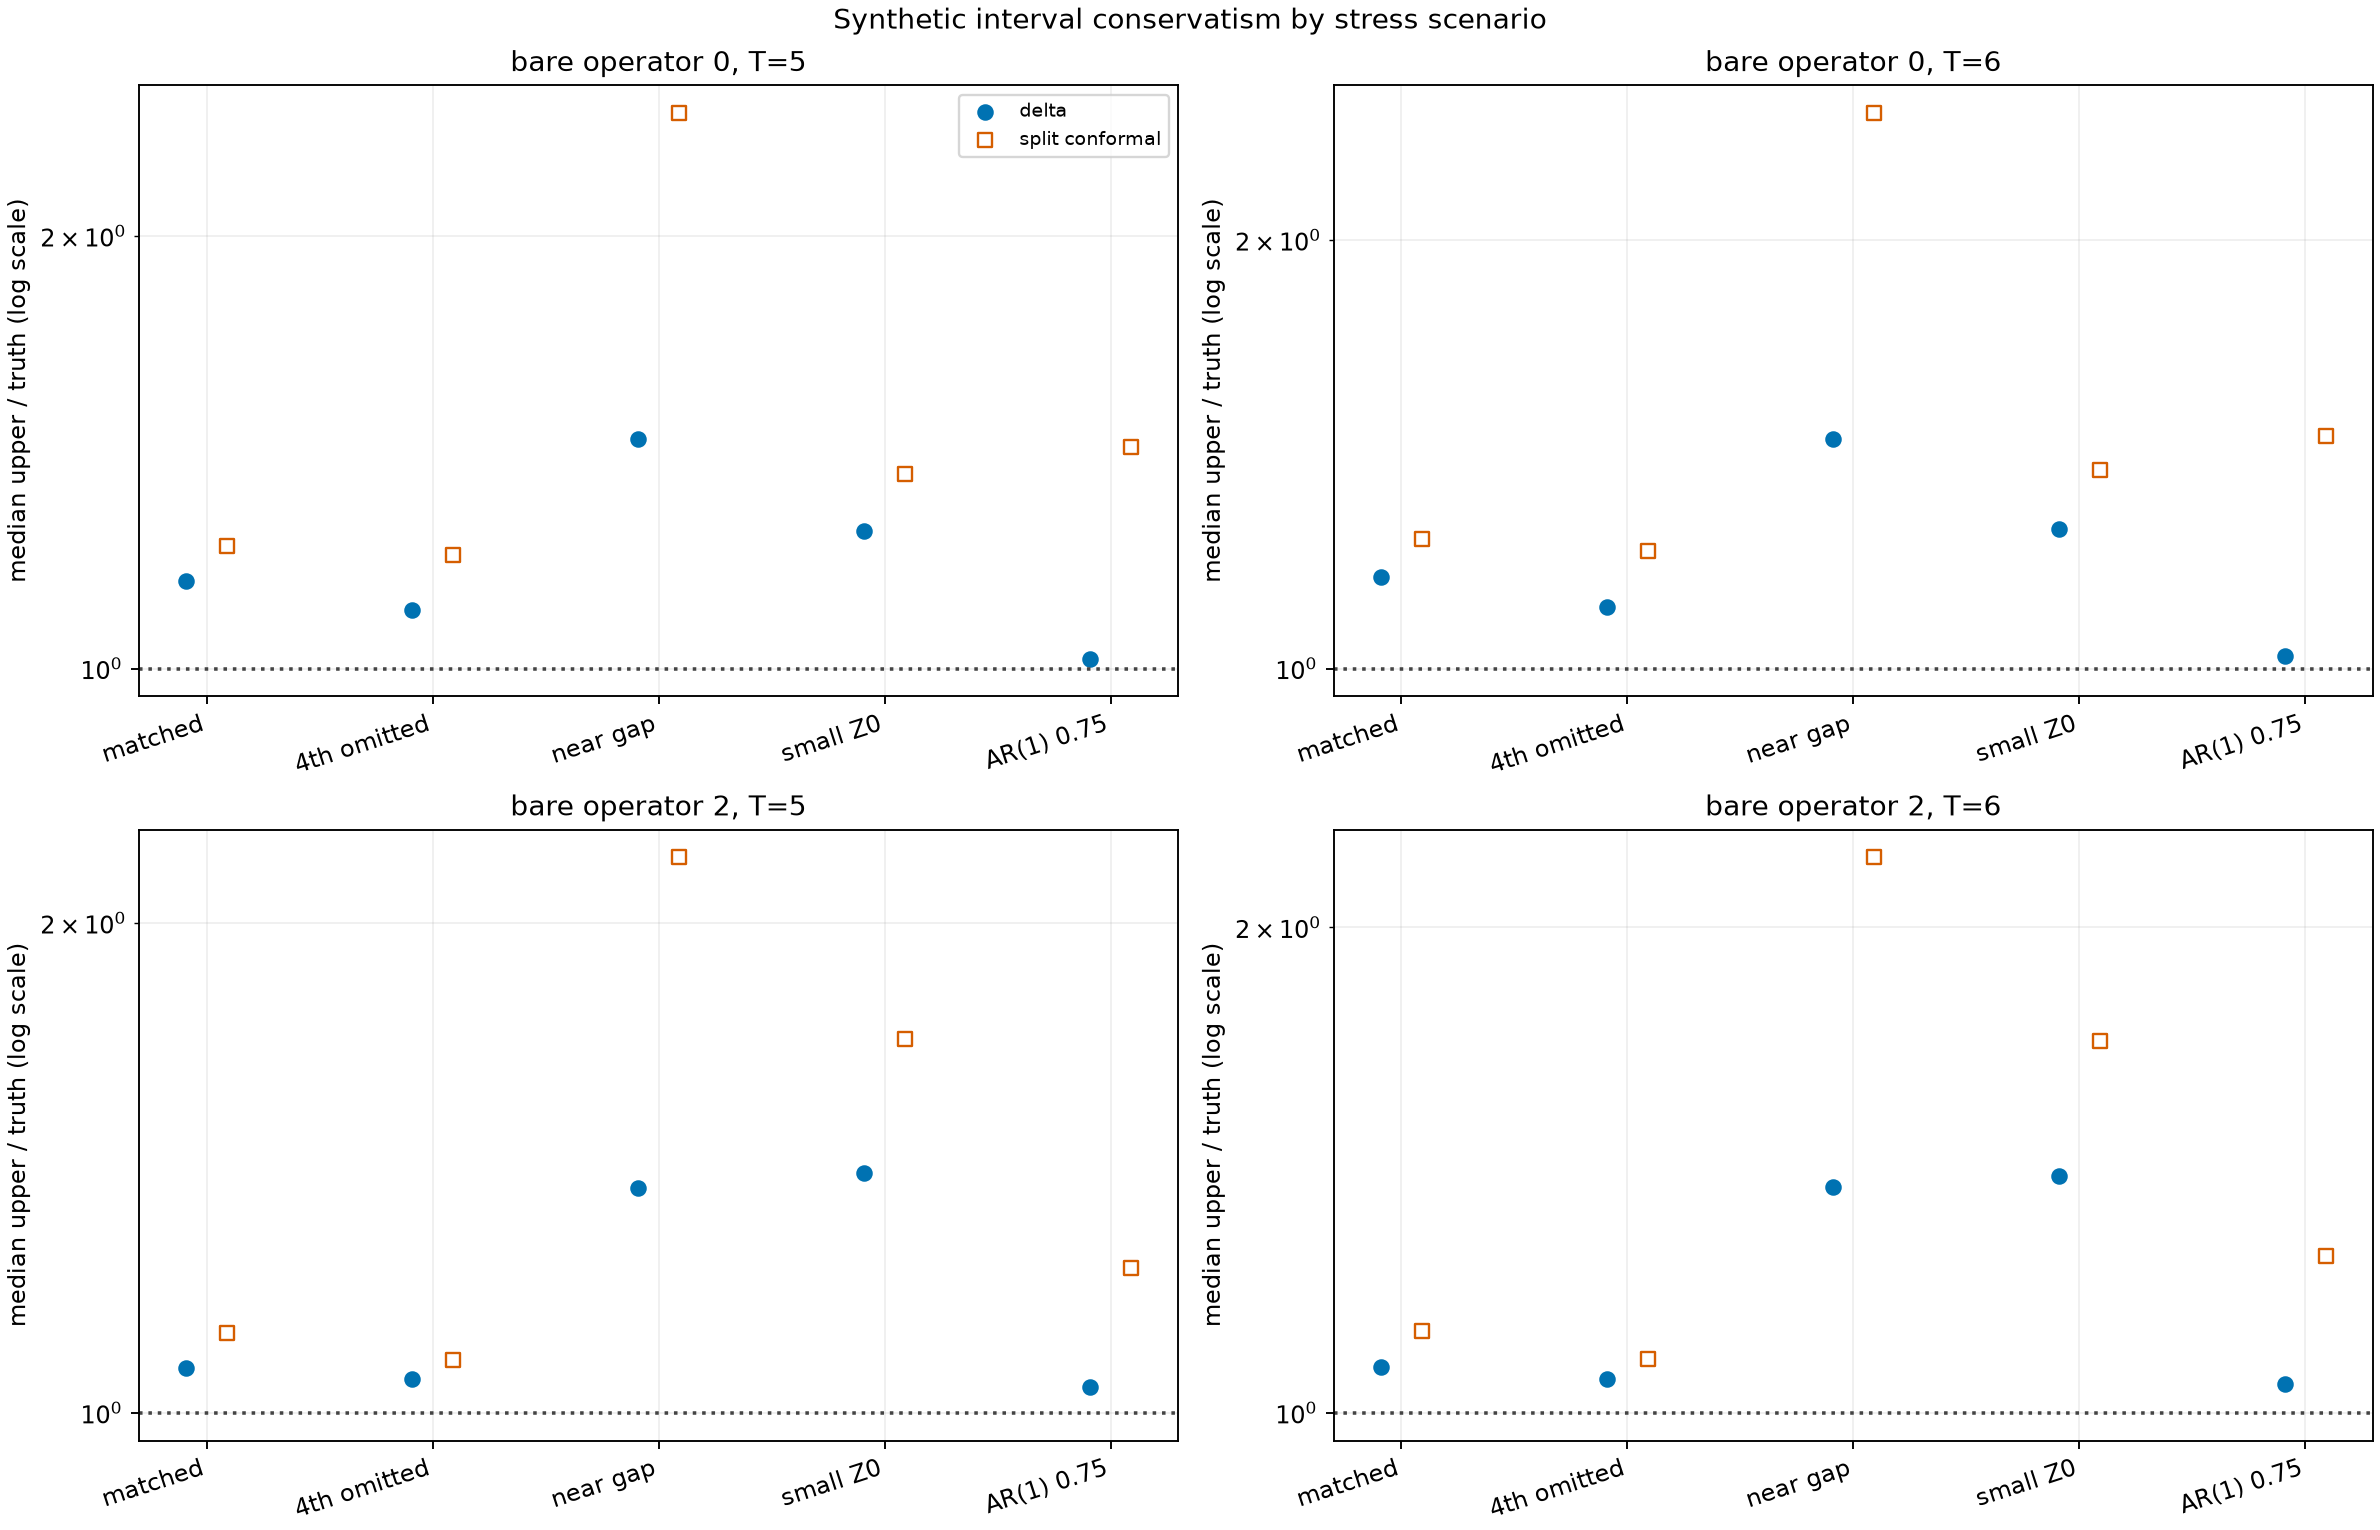 Synthetic interval conservatism by stress scenario
bare operator 0, T=5
median upper / truth (log scale)
2 × 10⁰
10⁰
delta
split conformal
matched
4th omitted
near gap
small Z0
AR(1) 0.75
bare operator 0, T=6
median upper / truth (log scale)
2 × 10⁰
10⁰
matched
4th omitted
near gap
small Z0
AR(1) 0.75
bare operator 2, T=5
median upper / truth (log scale)
2 × 10⁰
10⁰
matched
4th omitted
near gap
small Z0
AR(1) 0.75
bare operator 2, T=6
median upper / truth (log scale)
2 × 10⁰
10⁰
matched
4th omitted
near gap
small Z0
AR(1) 0.75